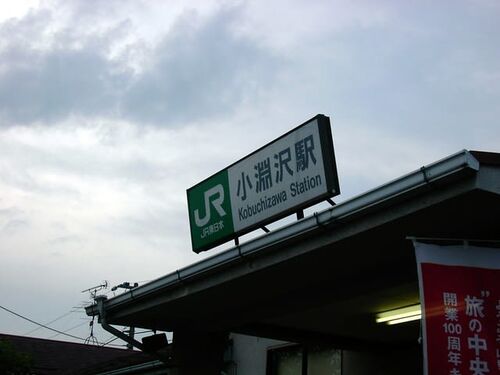 小淵沢駅
Kobuchizawa Station
JR
JR東日本
"旅の中央
開業100周年